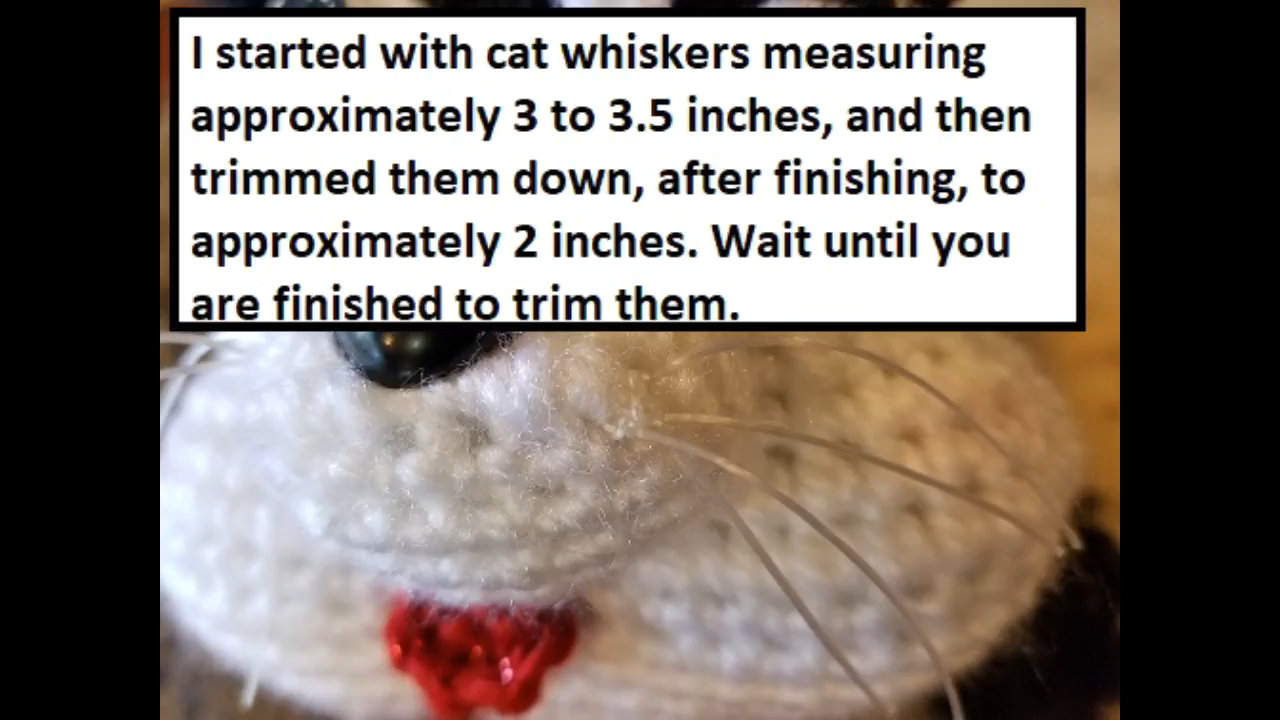 I started with cat whiskers measuring
approximately 3 to 3.5 inches, and then
trimmed them down, after finishing, to
approximately 2 inches. Wait until you
are finished to trim them.